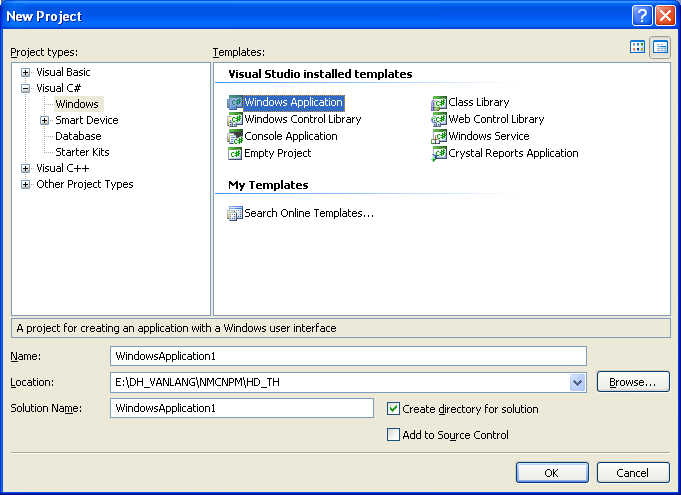 New Project
Project types:
Templates:
Visual Basic
Visual C#
Windows
Smart Device
Database
Starter Kits
Visual C++
Other Project Types
Visual Studio installed templates
Windows Application
Class Library
Windows Control Library
Web Control Library
Console Application
Windows Service
Empty Project
Crystal Reports Application
My Templates
Search Online Templates...
A project for creating an application with a Windows user interface
Name:
WindowsApplication1
Location:
E:\DH_VANLANG\NMCNPM\HD_TH
Browse...
Solution Name:
WindowsApplication1
Create directory for solution
Add to Source Control
OK
Cancel